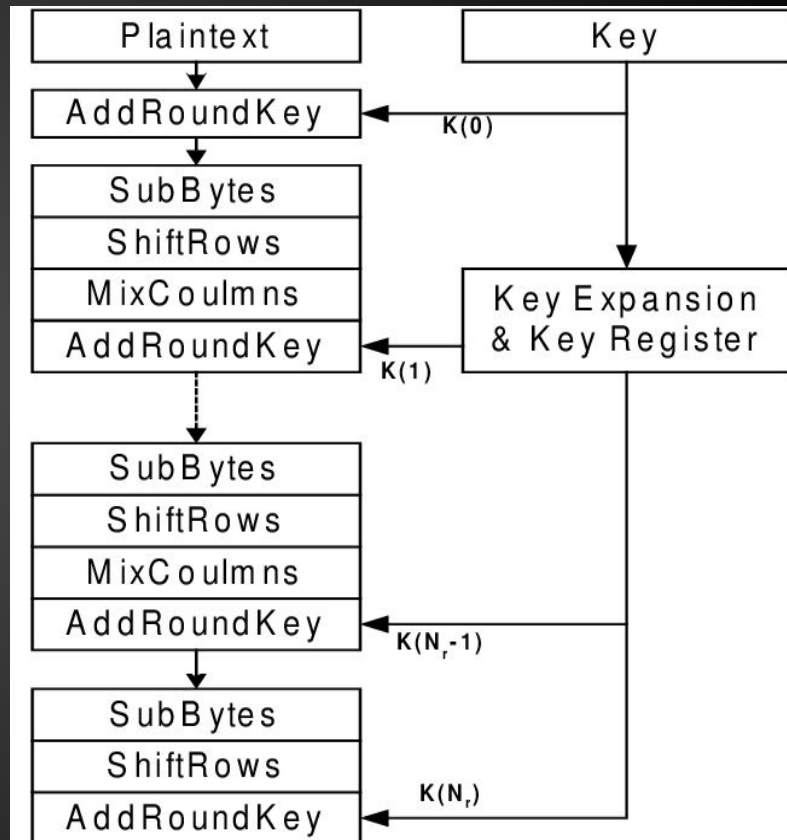 Plaintext
Key
AddRoundKey
K(0)
SubBytes
ShiftRows
MixCoulmns
AddRoundKey
Key Expansion
& Key Register
K(1)
SubBytes
ShiftRows
MixCoulmns
AddRoundKey
K(Nr-1)
SubBytes
ShiftRows
AddRoundKey
K(Nr)